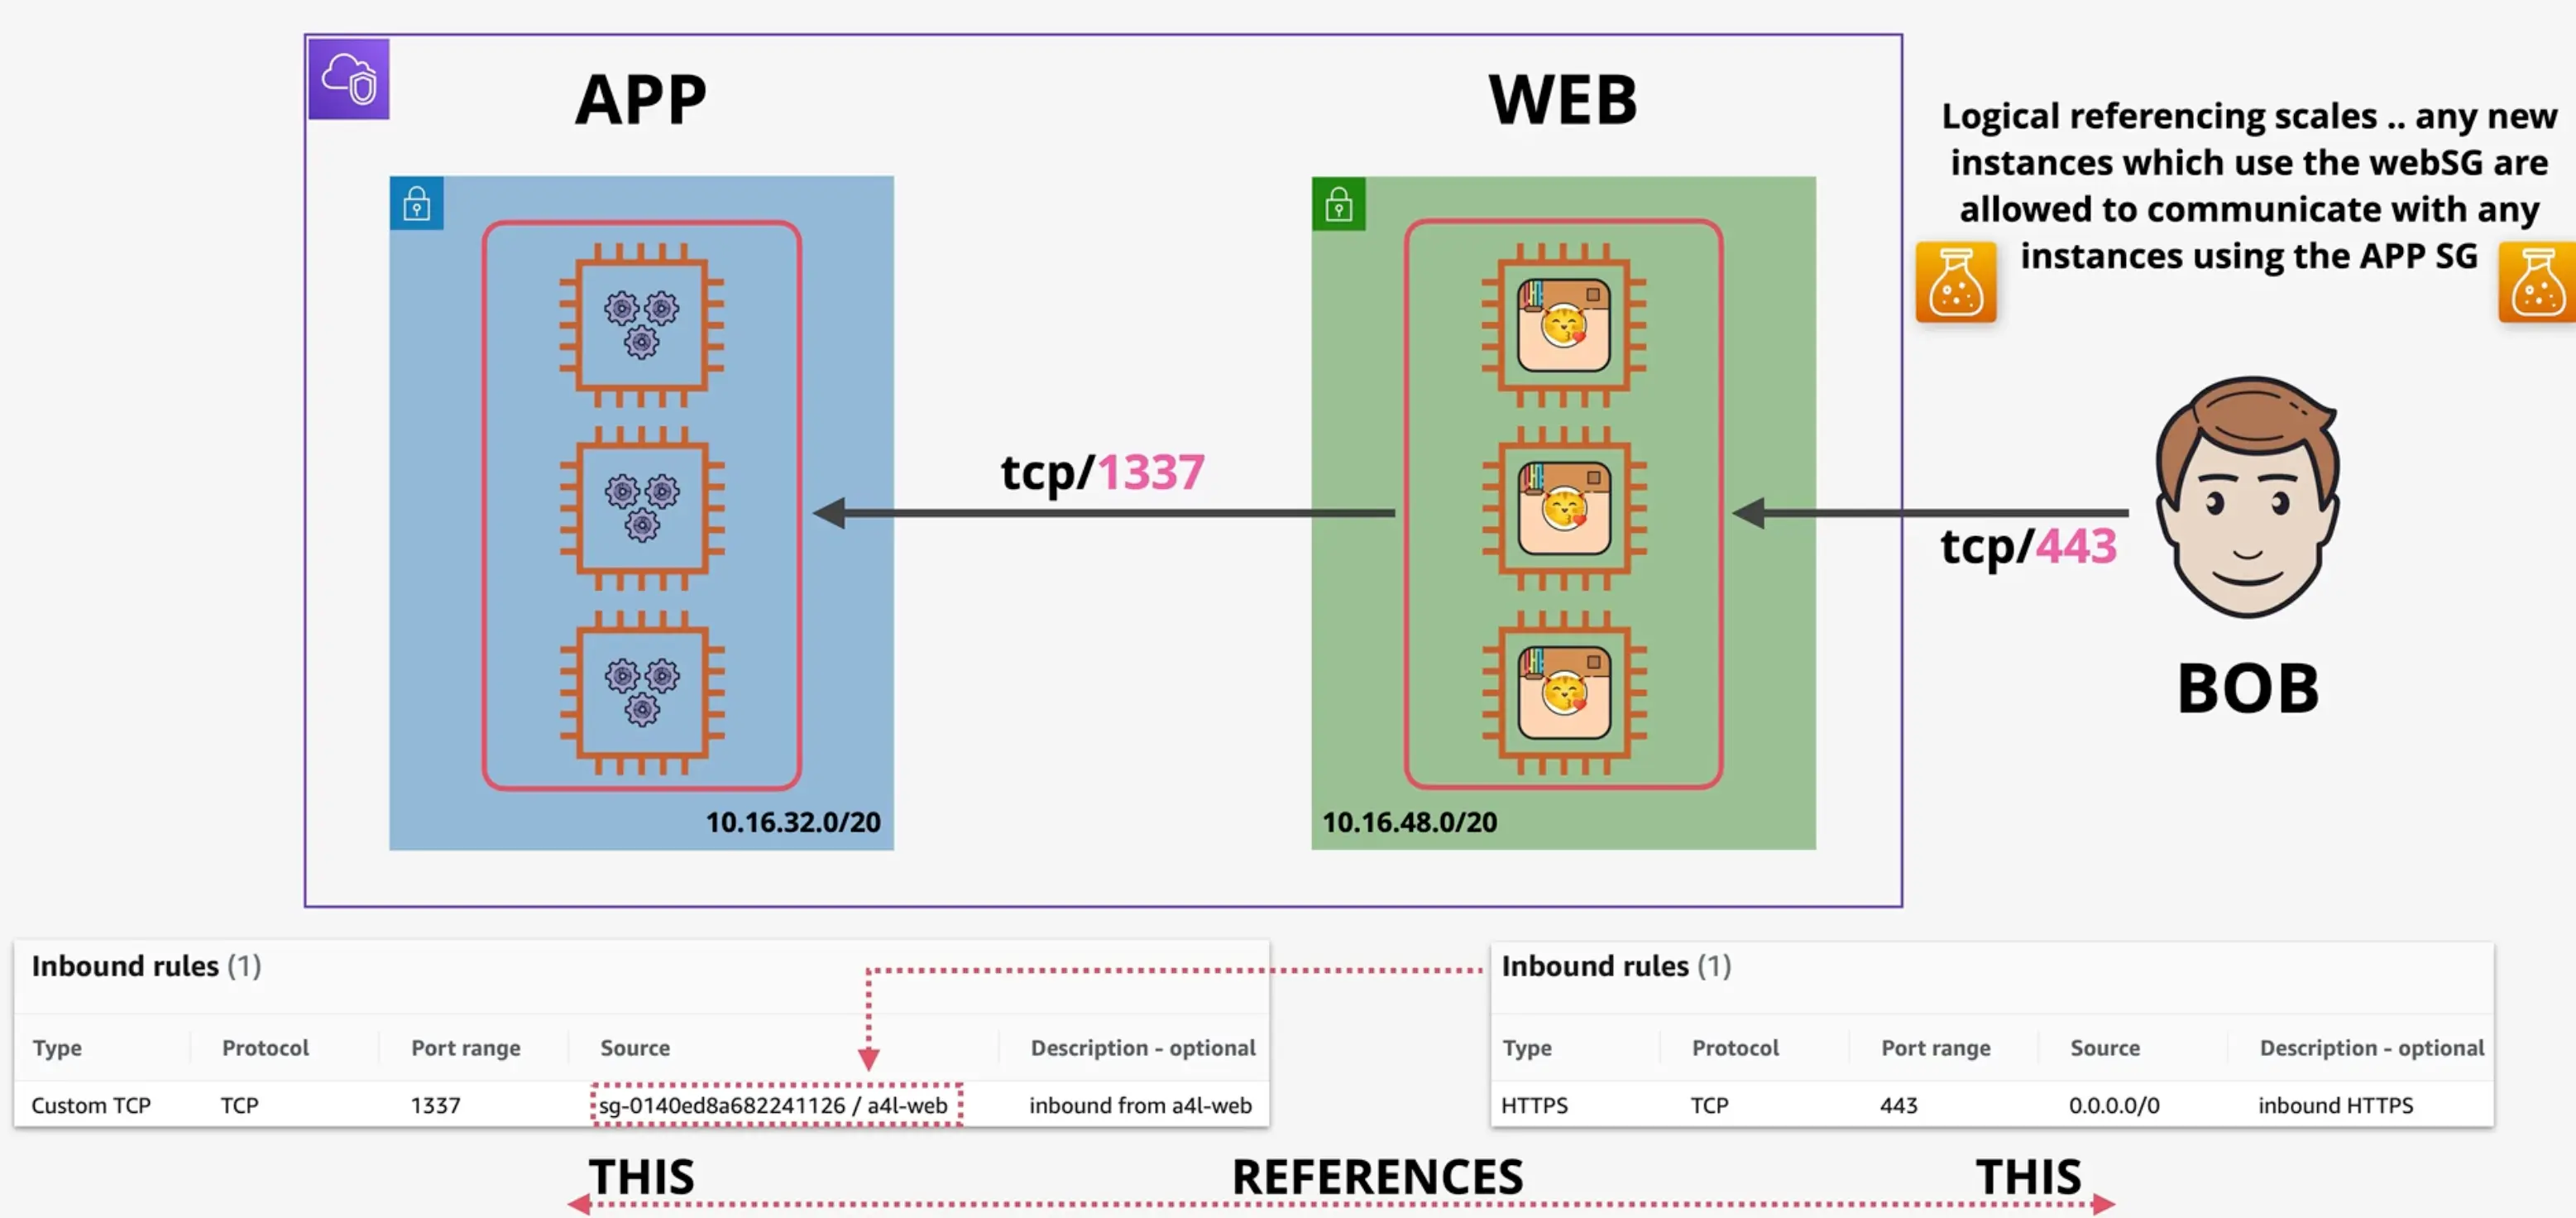 APP
WEB
Logical referencing scales .. any new
instances which use the webSG are
allowed to communicate with any
instances using the APP SG
tcp/1337
tcp/443
BOB
10.16.32.0/20
10.16.48.0/20
Inbound rules (1)
Type Protocol Port range Source Description - optional
Custom TCP TCP 1337 sg-0140ed8a682241126 / a4l-web inbound from a4l-web
Inbound rules (1)
Type Protocol Port range Source Description - optional
HTTPS TCP 443 0.0.0.0/0 inbound HTTPS
THIS REFERENCES THIS